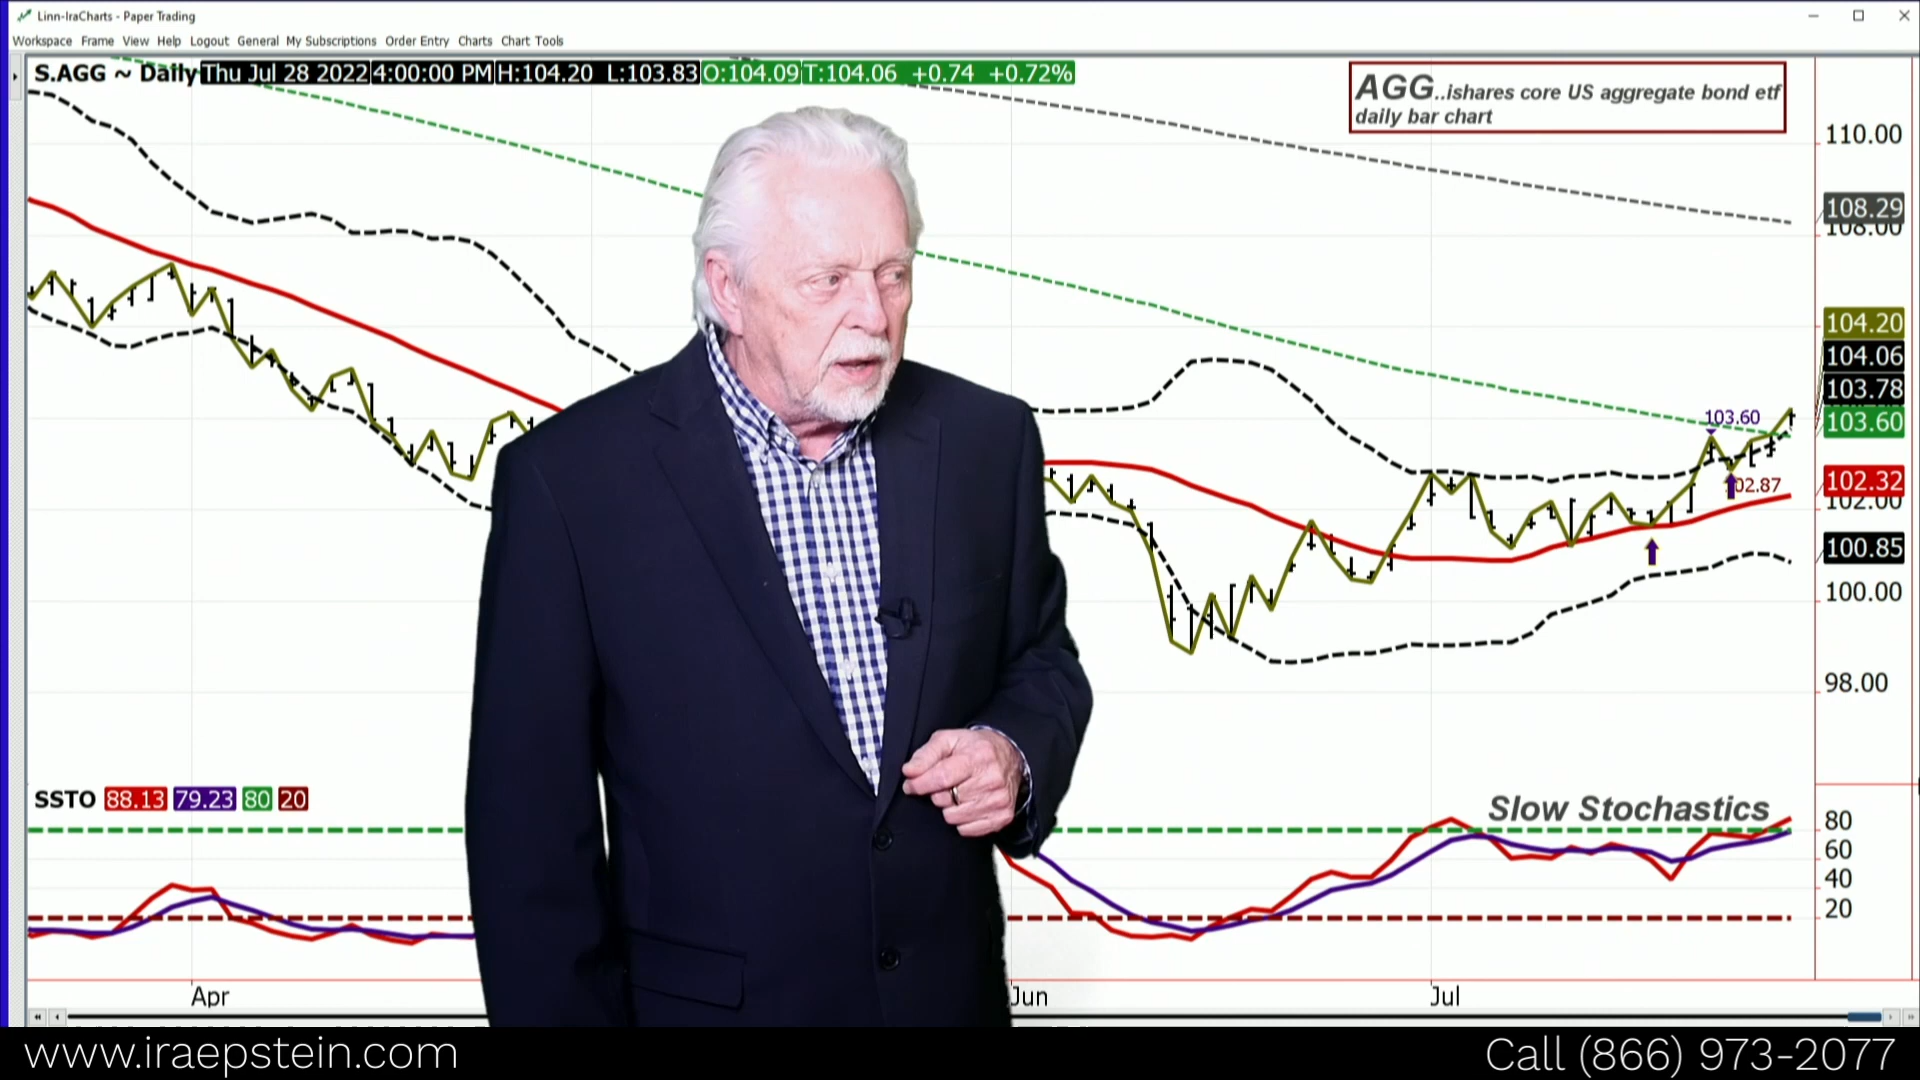 Linn-IraCharts - Paper Trading
Workspace Frame View Help Logout General My Subscriptions Order Entry Charts Chart Tools
S.AGG ~ Daily Thu Jul 28 2022 4:00:00 PM H:104.20 L:103.83 O:104.09 T:104.06 +0.74 +0.72%
AGG..ishares core US aggregate bond etf
daily bar chart
110.00
108.29
108.00
104.20
104.06
103.78
103.60
103.60
102.32
102.87
102.00
100.85
100.00
98.00
SSTO 88.13 79.23 80 20
Slow Stochastics
80
60
40
20
Apr Jun Jul
www.iraepstein.com Call (866) 973-2077